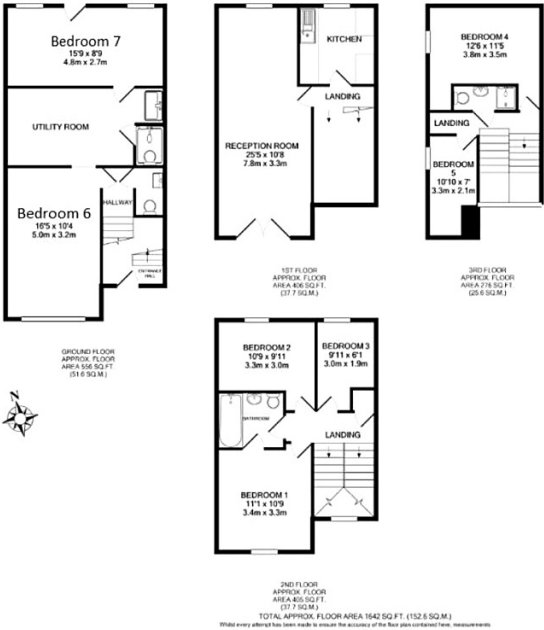 Bedroom 7
15'9 x 8'9
4.8m x 2.7m
UTILITY ROOM
HALLWAY
Bedroom 6
16'5 x 10'4
5.0m x 3.2m
ENTRANCE
HALL
GROUND FLOOR
APPROX. FLOOR
AREA 556 SQ.FT.
(51.6 SQ.M.)
KITCHEN
LANDING
RECEPTION ROOM
25'5 x 10'8
7.8m x 3.3m
1ST FLOOR
APPROX. FLOOR
AREA 406 SQ.FT.
(37.7 SQ.M.)
BEDROOM 4
12'6 x 11'5
3.8m x 3.5m
LANDING
BEDROOM
5
10'10 x 7'
3.3m x 2.1m
3RD FLOOR
APPROX. FLOOR
AREA 276 SQ.FT.
(25.6 SQ.M.)
N
BEDROOM 2
10'9 x 9'11
3.3m x 3.0m
BEDROOM 3
9'11 x 6'1
3.0m x 1.9m
BATHROOM
LANDING
BEDROOM 1
11'1 x 10'9
3.4m x 3.3m
2ND FLOOR
APPROX. FLOOR
AREA 405 SQ.FT.
(37.7 SQ.M.)
TOTAL APPROX. FLOOR AREA 1642 SQ.FT. (152.6 SQ.M.)
Whilst every attempt has been made to ensure the accuracy of the floor plan contained here, measurements